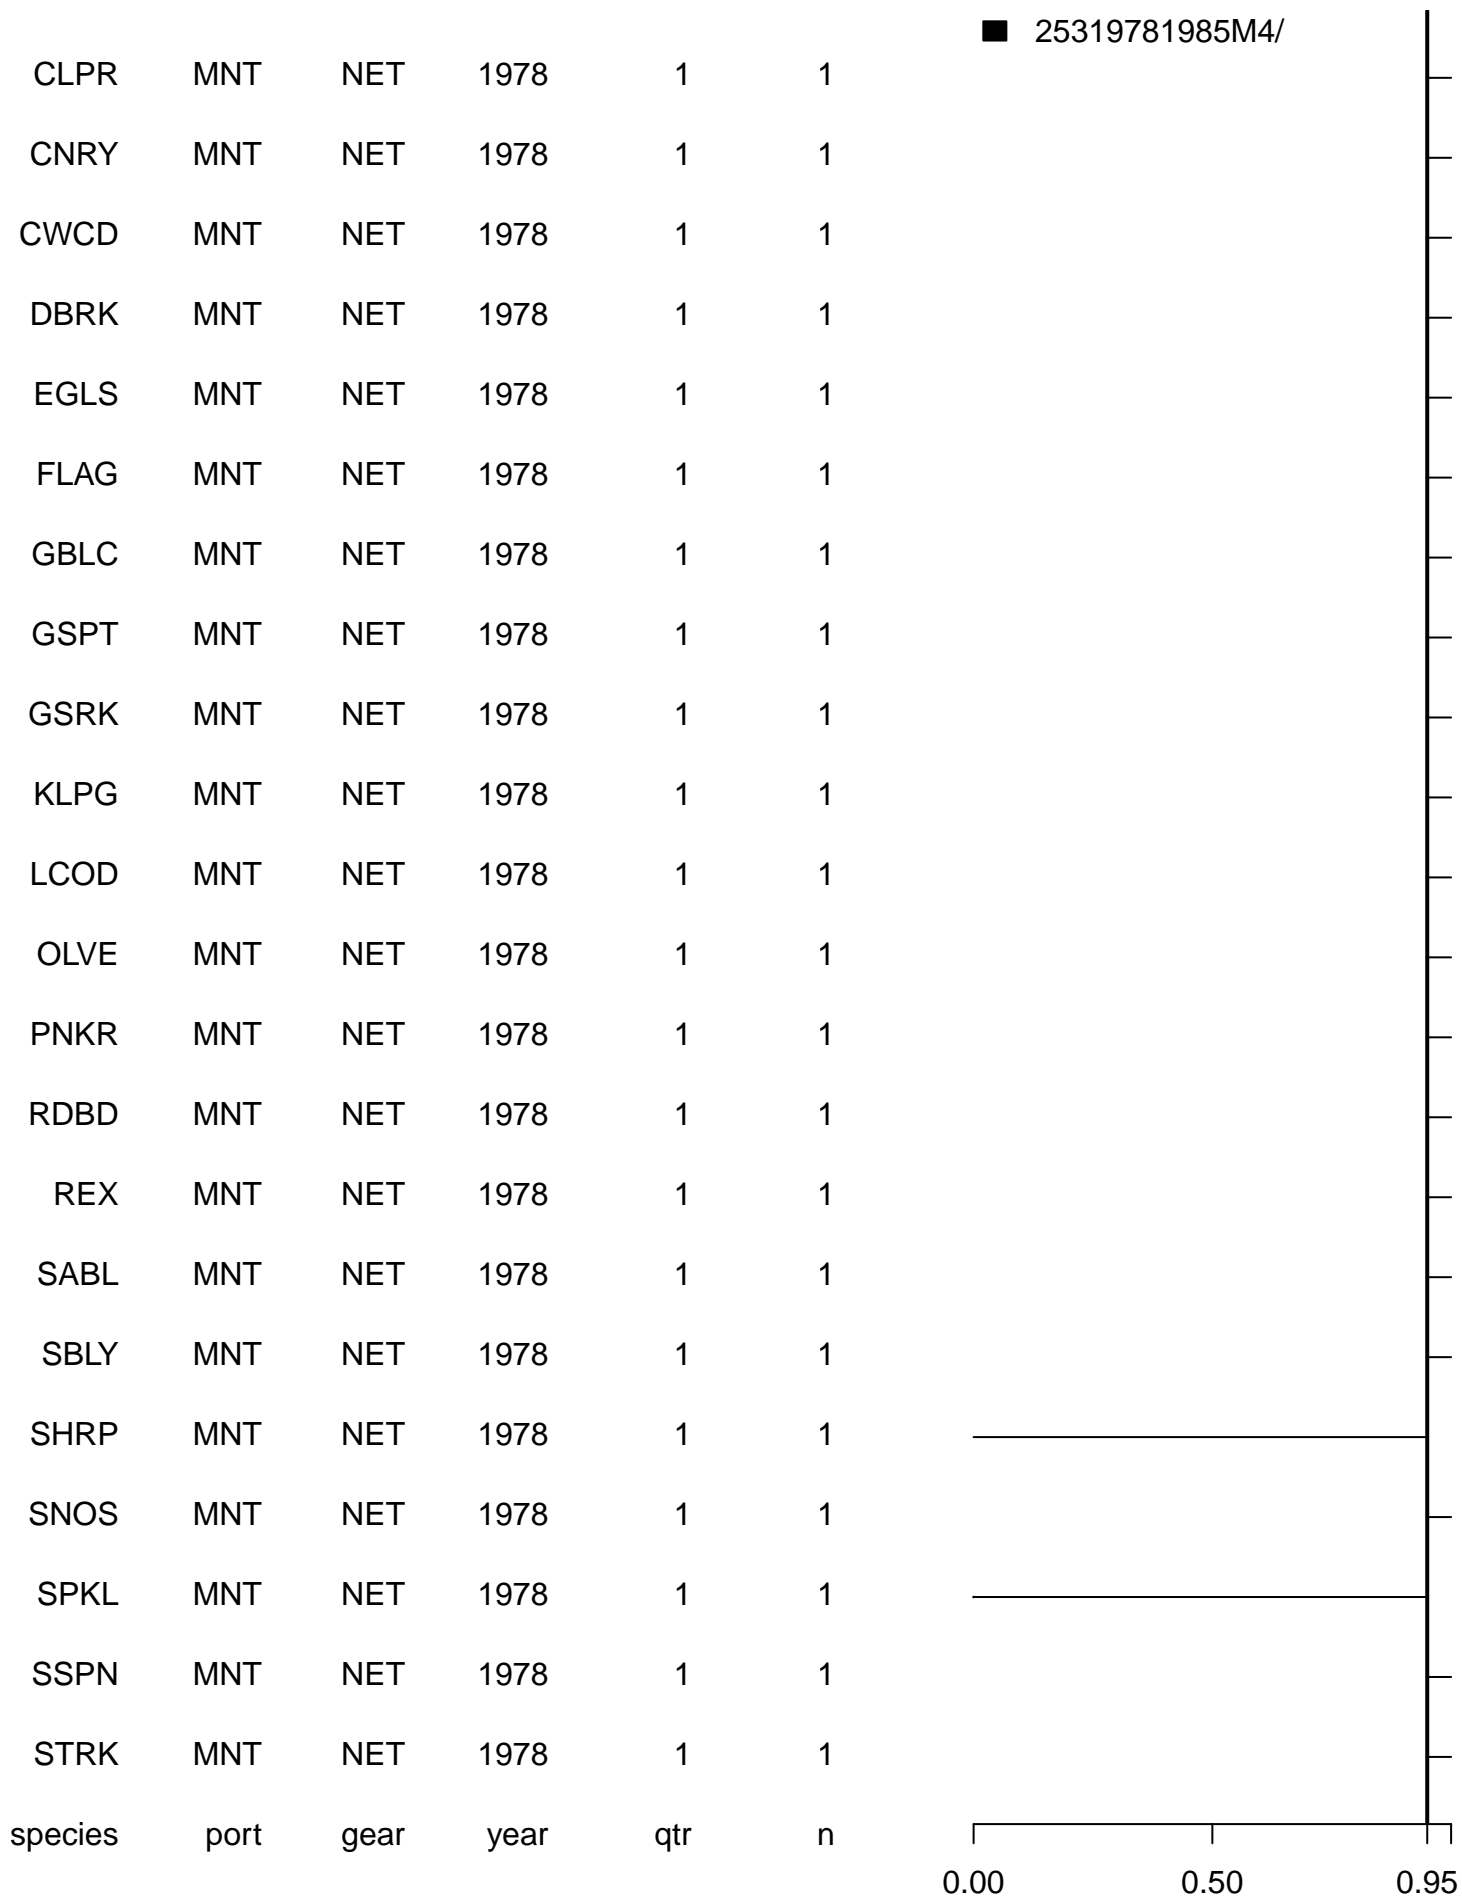 25319781985M4/
CLPR MNT NET 1978 1 1
CNRY MNT NET 1978 1 1
CWCD MNT NET 1978 1 1
DBRK MNT NET 1978 1 1
EGLS MNT NET 1978 1 1
FLAG MNT NET 1978 1 1
GBLC MNT NET 1978 1 1
GSPT MNT NET 1978 1 1
GSRK MNT NET 1978 1 1
KLPG MNT NET 1978 1 1
LCOD MNT NET 1978 1 1
OLVE MNT NET 1978 1 1
PNKR MNT NET 1978 1 1
RDBD MNT NET 1978 1 1
REX MNT NET 1978 1 1
SABL MNT NET 1978 1 1
SBLY MNT NET 1978 1 1
SHRP MNT NET 1978 1 1
SNOS MNT NET 1978 1 1
SPKL MNT NET 1978 1 1
SSPN MNT NET 1978 1 1
STRK MNT NET 1978 1 1
species port gear year qtr n
0.00 0.50 0.95